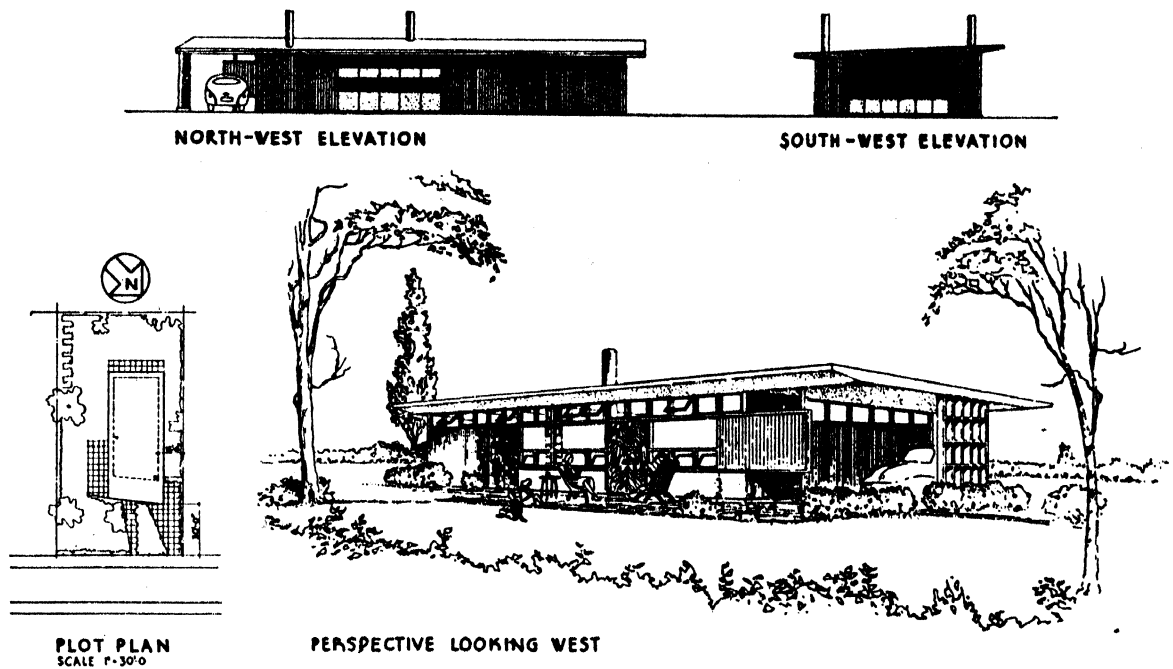 NORTH-WEST ELEVATION
SOUTH-WEST ELEVATION
N
PLOT PLAN
SCALE 1"=30'-0
PERSPECTIVE LOOKING WEST